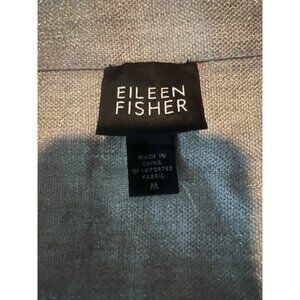 EILEEN
FISHER
MADE IN
CHINA
OF IMPORTED
FABRIC
M